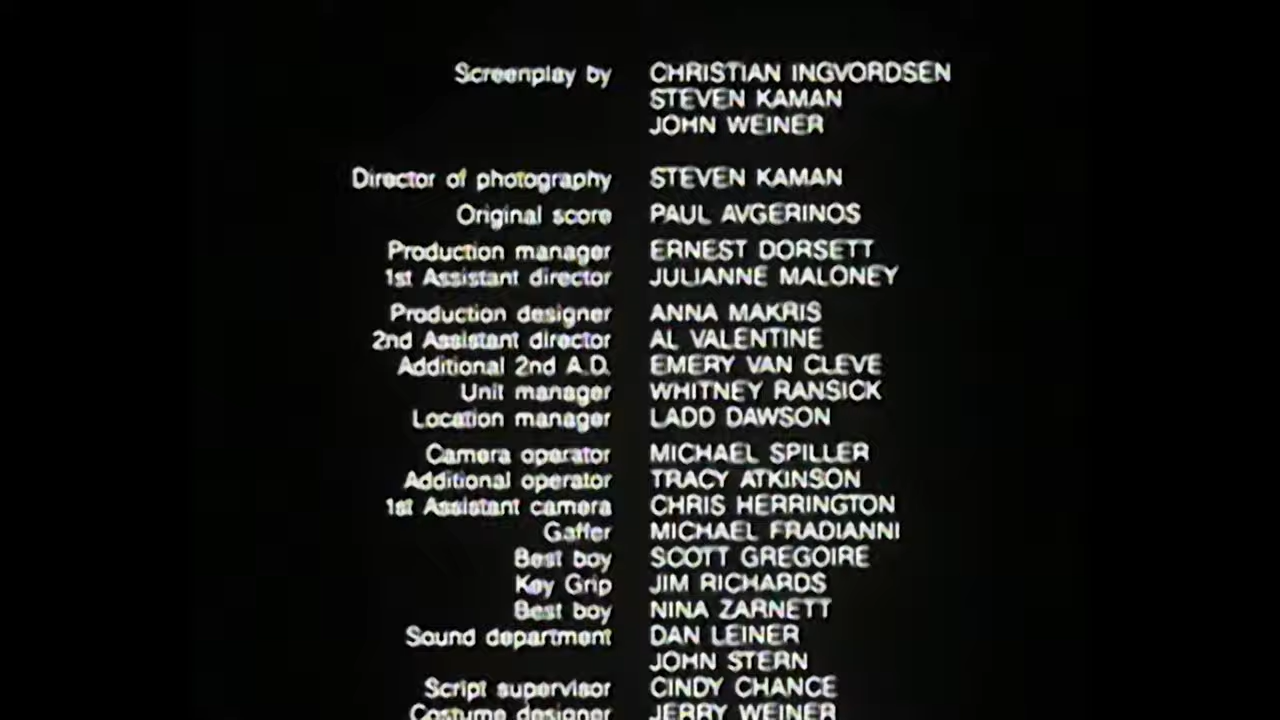 Screenplay by CHRISTIAN INGVORDSEN
STEVEN KAMAN
JOHN WEINER
Director of photography STEVEN KAMAN
Original score PAUL AVGERINOS
Production manager ERNEST DORSETT
1st Assistant director JULIANNE MALONEY
Production designer ANNA MAKRIS
2nd Assistant director AL VALENTINE
Additional 2nd A.D. EMERY VAN CLEVE
Unit manager WHITNEY RANSICK
Location manager LADD DAWSON
Camera operator MICHAEL SPILLER
Additional operator TRACY ATKINSON
1st Assistant camera CHRIS HERRINGTON
Gaffer MICHAEL FRADIANNI
Best boy SCOTT GREGOIRE
Key Grip JIM RICHARDS
Best boy NINA ZARNETT
Sound department DAN LEINER
JOHN STERN
Script supervisor CINDY CHANCE
Costume designer JERRY WEINER